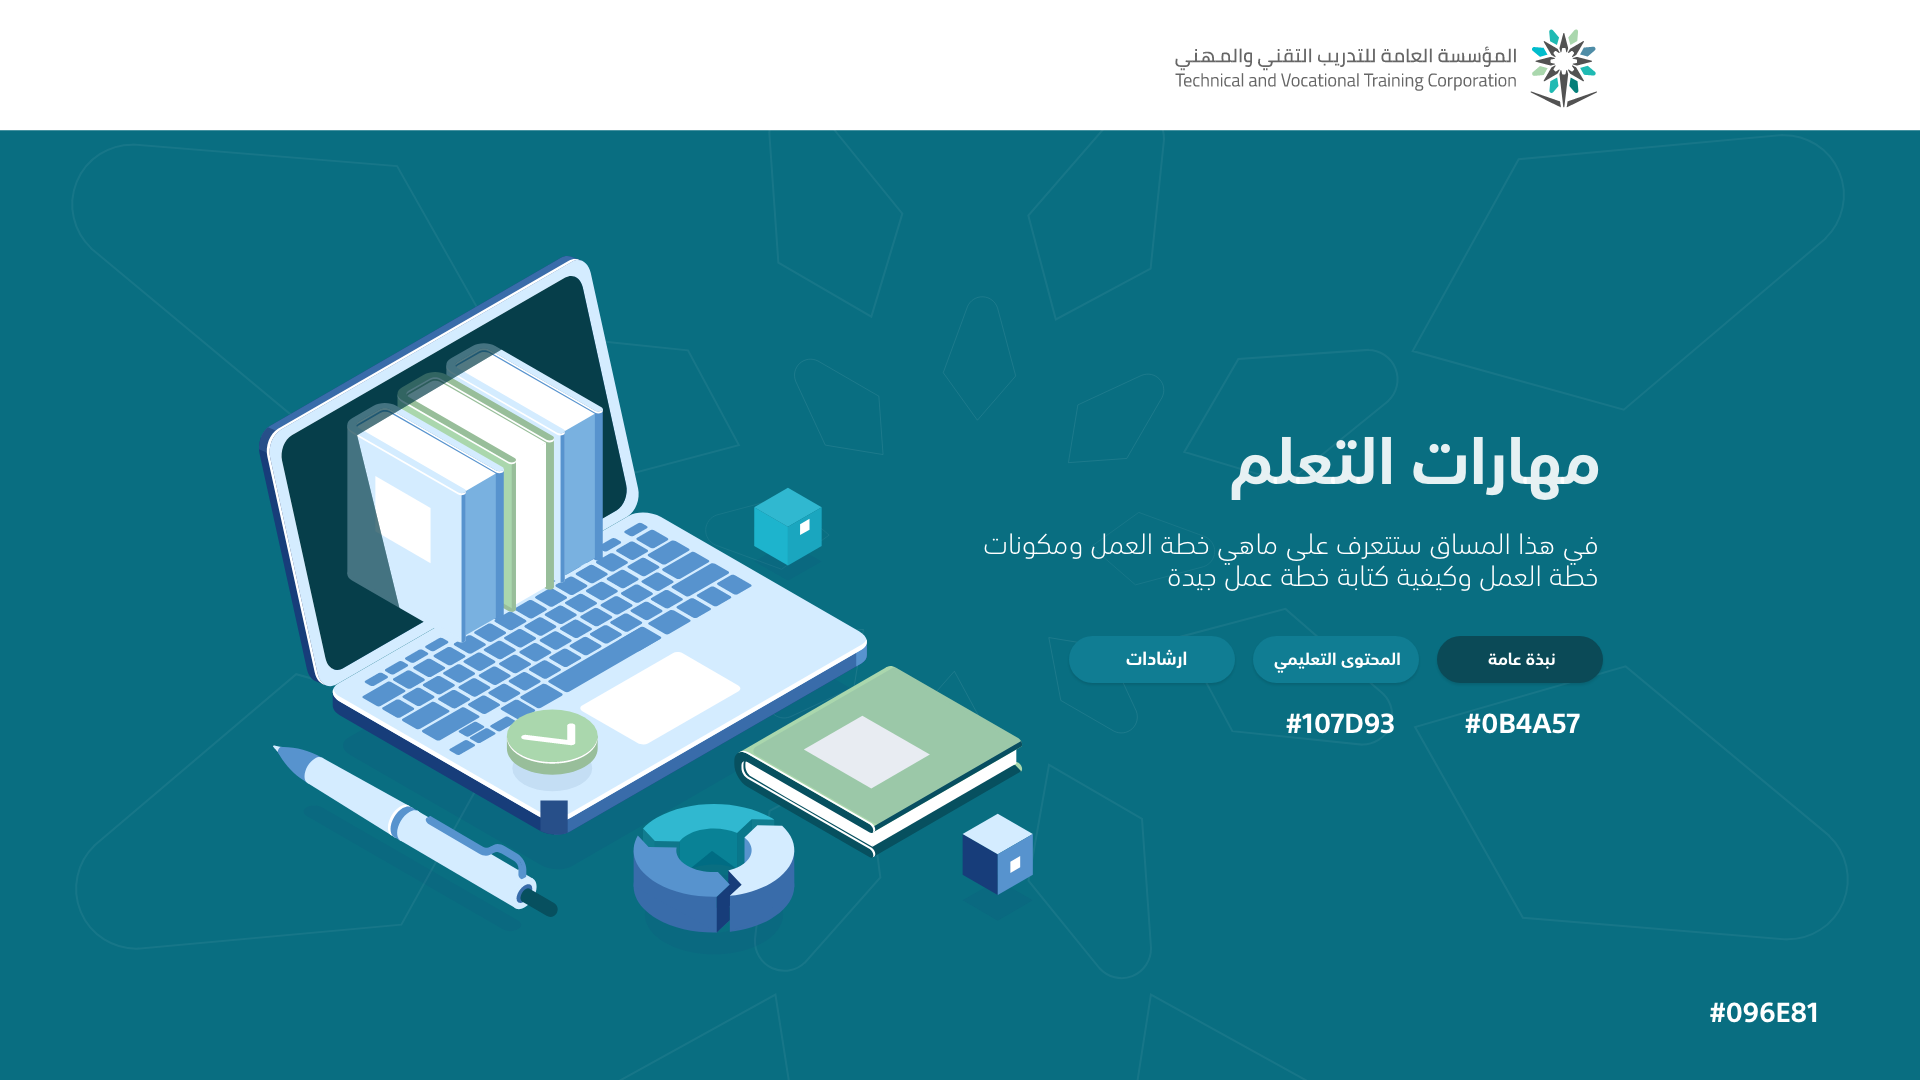 المؤسسة العامة للتدريب التقني والمهني
Technical and Vocational Training Corporation
مهارات التعلم
في هذا المساق ستتعرف على ماهي خطة العمل ومكونات
خطة العمل وكيفية كتابة خطة عمل جيدة
نبذة عامة
المحتوى التعليمي
ارشادات
#0B4A57
#107D93
#096E81